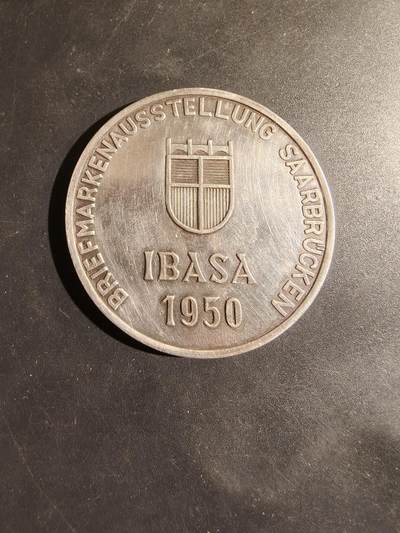 BRIEFMARKENAUSSTELLUNG SAARBRÜCKEN
IBASA
1950